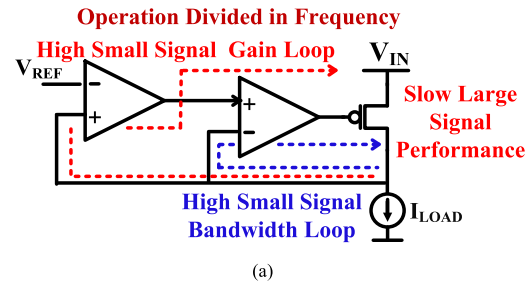 Operation Divided in Frequency
High Small Signal Gain Loop
VREF
VIN
−
+
+
−
Slow Large
Signal
Performance
High Small Signal
Bandwidth Loop
ILOAD
(a)